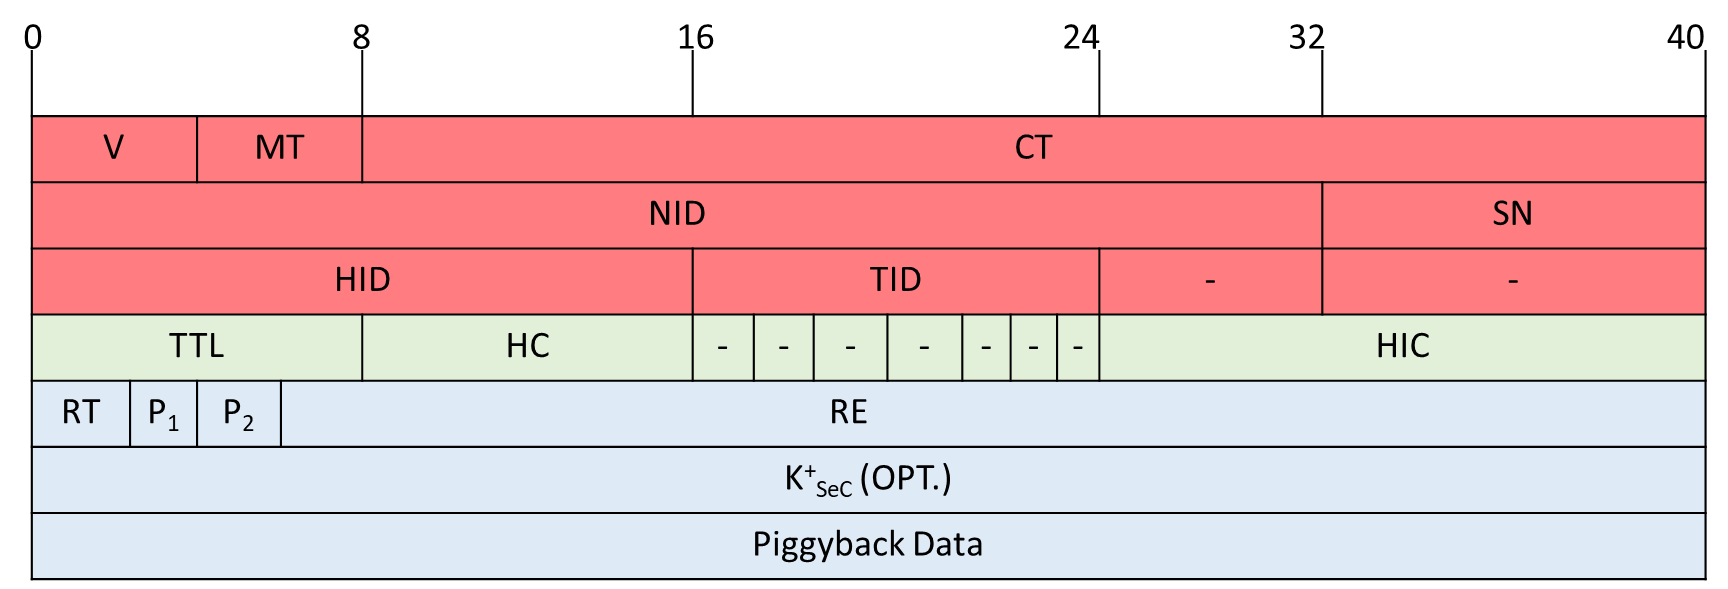 0 8 16 24 32 40
V MT CT
NID SN
HID TID - -
TTL HC - - - - - - - HIC
RT P₁ P₂ RE
K⁺SeC (OPT.)
Piggyback Data